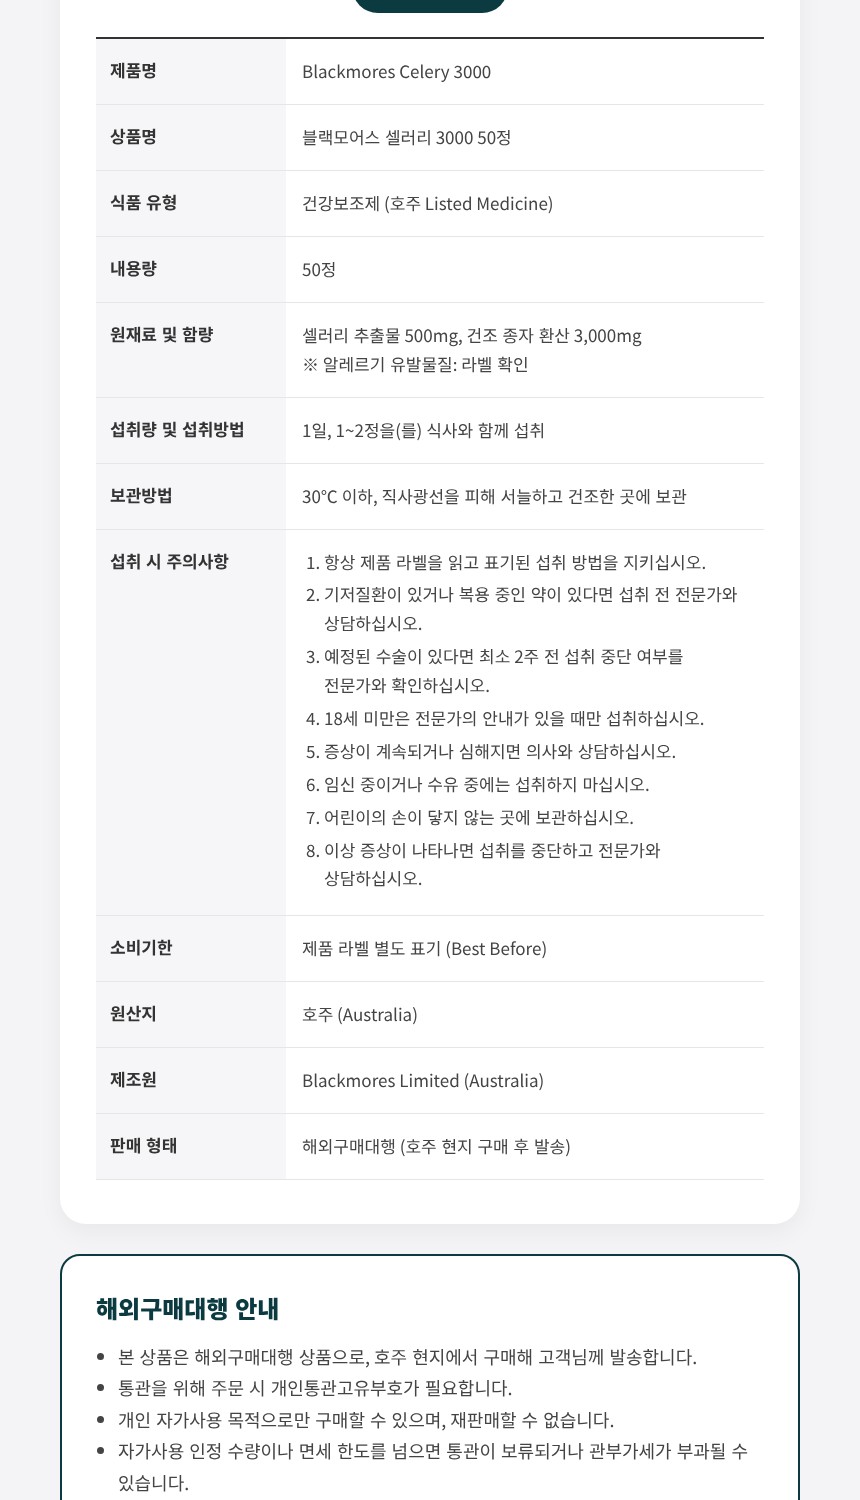 제품명
Blackmores Celery 3000
상품명
블랙모어스 셀러리 3000 50정
식품 유형
건강보조제 (호주 Listed Medicine)
내용량
50정
원재료 및 함량
셀러리 추출물 500mg, 건조 종자 환산 3,000mg
※ 알레르기 유발물질: 라벨 확인
섭취량 및 섭취방법
1일, 1~2정을(를) 식사와 함께 섭취
보관방법
30℃ 이하, 직사광선을 피해 서늘하고 건조한 곳에 보관
섭취 시 주의사항
1. 항상 제품 라벨을 읽고 표기된 섭취 방법을 지키십시오.
2. 기저질환이 있거나 복용 중인 약이 있다면 섭취 전 전문가와
상담하십시오.
3. 예정된 수술이 있다면 최소 2주 전 섭취 중단 여부를
전문가와 확인하십시오.
4. 18세 미만은 전문가의 안내가 있을 때만 섭취하십시오.
5. 증상이 계속되거나 심해지면 의사와 상담하십시오.
6. 임신 중이거나 수유 중에는 섭취하지 마십시오.
7. 어린이의 손이 닿지 않는 곳에 보관하십시오.
8. 이상 증상이 나타나면 섭취를 중단하고 전문가와
상담하십시오.
소비기한
제품 라벨 별도 표기 (Best Before)
원산지
호주 (Australia)
제조원
Blackmores Limited (Australia)
판매 형태
해외구매대행 (호주 현지 구매 후 발송)
해외구매대행 안내
• 본 상품은 해외구매대행 상품으로, 호주 현지에서 구매해 고객님께 발송합니다.
• 통관을 위해 주문 시 개인통관고유부호가 필요합니다.
• 개인 자가사용 목적으로만 구매할 수 있으며, 재판매할 수 없습니다.
• 자가사용 인정 수량이나 면세 한도를 넘으면 통관이 보류되거나 관부가세가 부과될 수
있습니다.